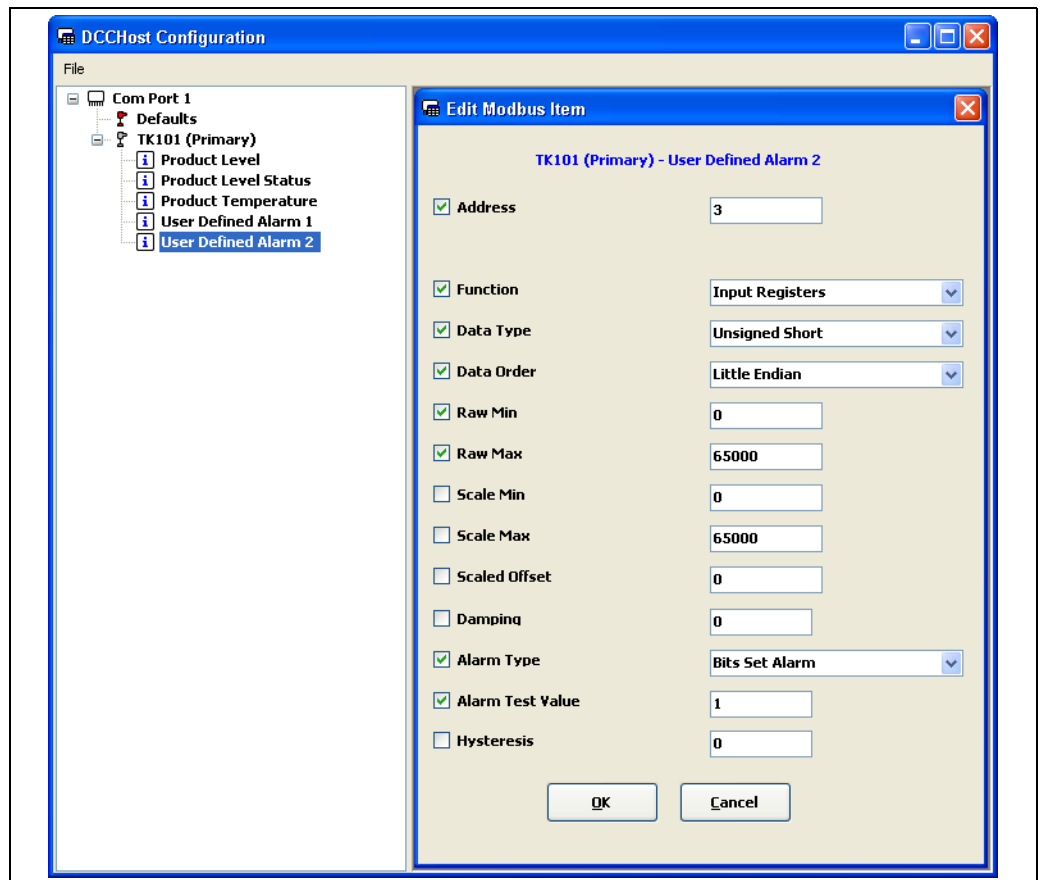 DCCHost Configuration
File
Com Port 1
Defaults
TK101 (Primary)
Product Level
Product Level Status
Product Temperature
User Defined Alarm 1
User Defined Alarm 2
Edit Modbus Item
TK101 (Primary) - User Defined Alarm 2
Address 3
Function Input Registers
Data Type Unsigned Short
Data Order Little Endian
Raw Min 0
Raw Max 65000
Scale Min 0
Scale Max 65000
Scaled Offset 0
Damping 0
Alarm Type Bits Set Alarm
Alarm Test Value 1
Hysteresis 0
OK Cancel